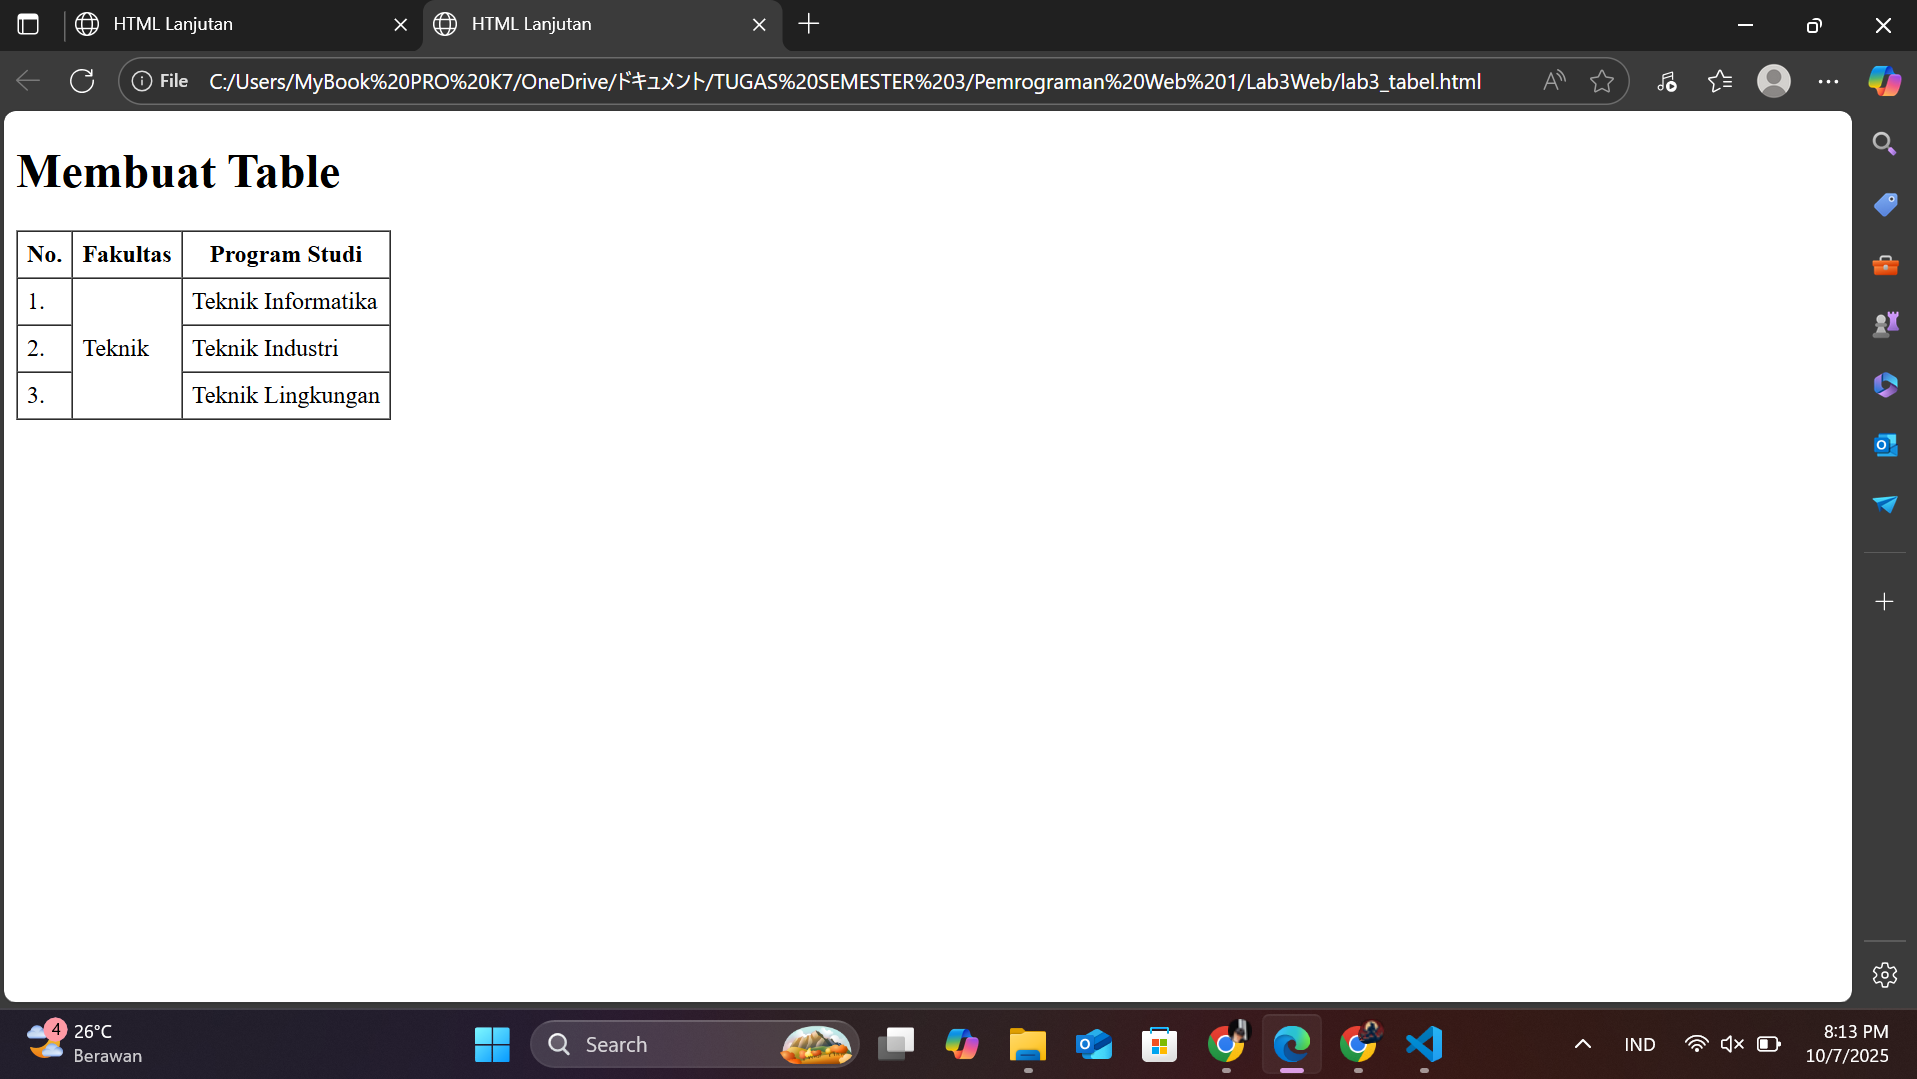 HTML Lanjutan
HTML Lanjutan
File C:/Users/MyBook%20PRO%20K7/OneDrive/ドキュメント/TUGAS%20SEMESTER%203/Pemrograman%20Web%201/Lab3Web/lab3_tabel.html
Membuat Table
No. Fakultas Program Studi
1. Teknik Informatika
2. Teknik Teknik Industri
3. Teknik Lingkungan
4 26°C
Berawan
Search
IND
8:13 PM
10/7/2025